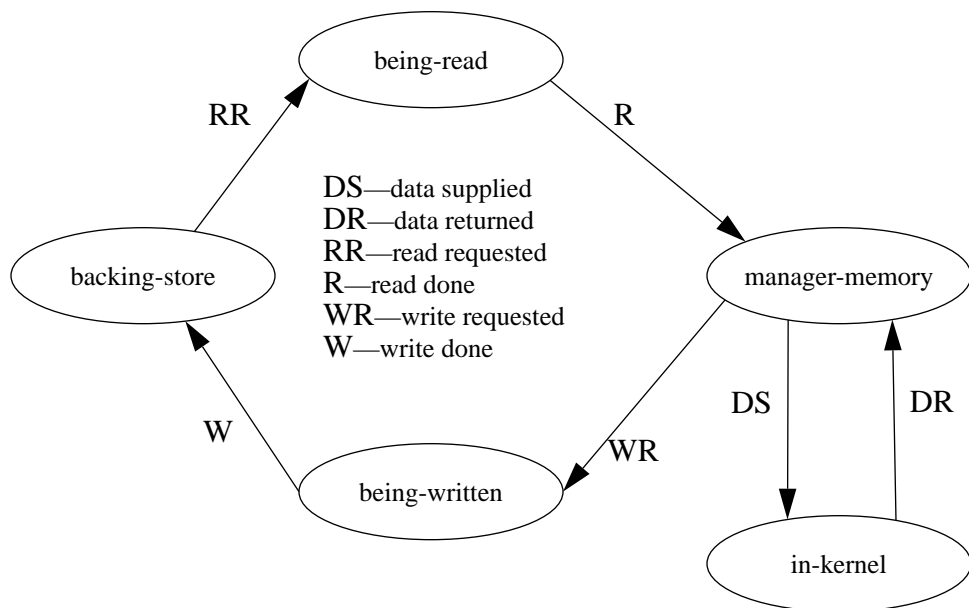 being-read
RR
R
DS—data supplied
DR—data returned
RR—read requested
R—read done
WR—write requested
W—write done
backing-store
manager-memory
DS
DR
W
WR
being-written
in-kernel